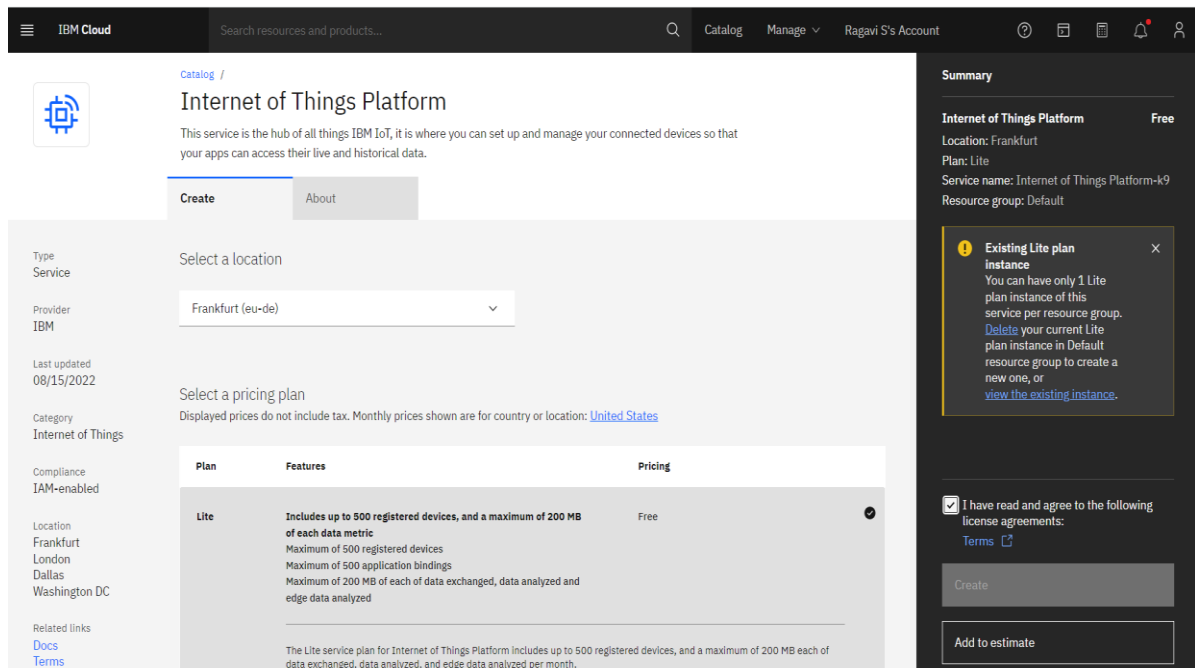 IBM Cloud
Search resources and products...
Catalog
Manage
Ragavi S's Account
Catalog /
Internet of Things Platform
This service is the hub of all things IBM IoT, it is where you can set up and manage your connected devices so that
your apps can access their live and historical data.
Create
About
Type
Service
Provider
IBM
Last updated
08/15/2022
Category
Internet of Things
Compliance
IAM-enabled
Location
Frankfurt
London
Dallas
Washington DC
Related links
Docs
Terms
Select a location
Frankfurt (eu-de)
Select a pricing plan
Displayed prices do not include tax. Monthly prices shown are for country or location: United States
Plan Features Pricing
Lite
Includes up to 500 registered devices, and a maximum of 200 MB
of each data metric
Free
Maximum of 500 registered devices
Maximum of 500 application bindings
Maximum of 200 MB of each of data exchanged, data analyzed and
edge data analyzed
The Lite service plan for Internet of Things Platform includes up to 500 registered devices, and a maximum of 200 MB each of
data exchanged, data analyzed, and edge data analyzed per month.
Summary
Internet of Things Platform Free
Location: Frankfurt
Plan: Lite
Service name: Internet of Things Platform-k9
Resource group: Default
Existing Lite plan
instance
You can have only 1 Lite
plan instance of this
service per resource group.
Delete your current Lite
plan instance in Default
resource group to create a
new one, or
view the existing instance.
I have read and agree to the following
license agreements:
Terms
Create
Add to estimate